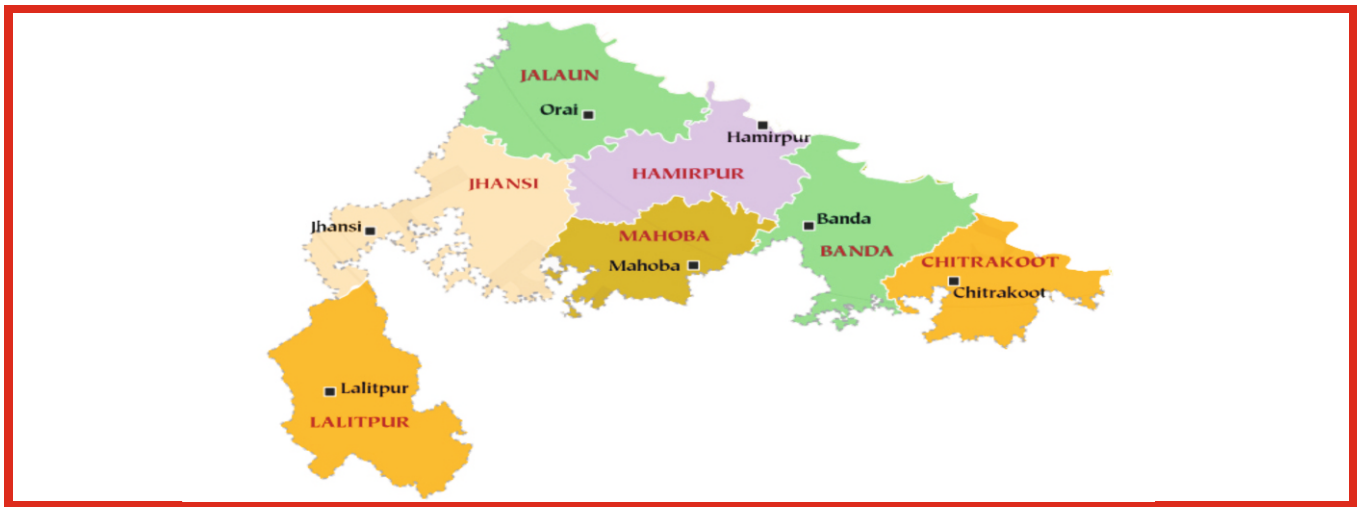 JALAUN
Orai
Hamirpur
HAMIRPUR
JHANSI
Jhansi
Banda
MAHOBA
BANDA
Mahoba
CHITRAKOOT
Chitrakoot
Lalitpur
LALITPUR